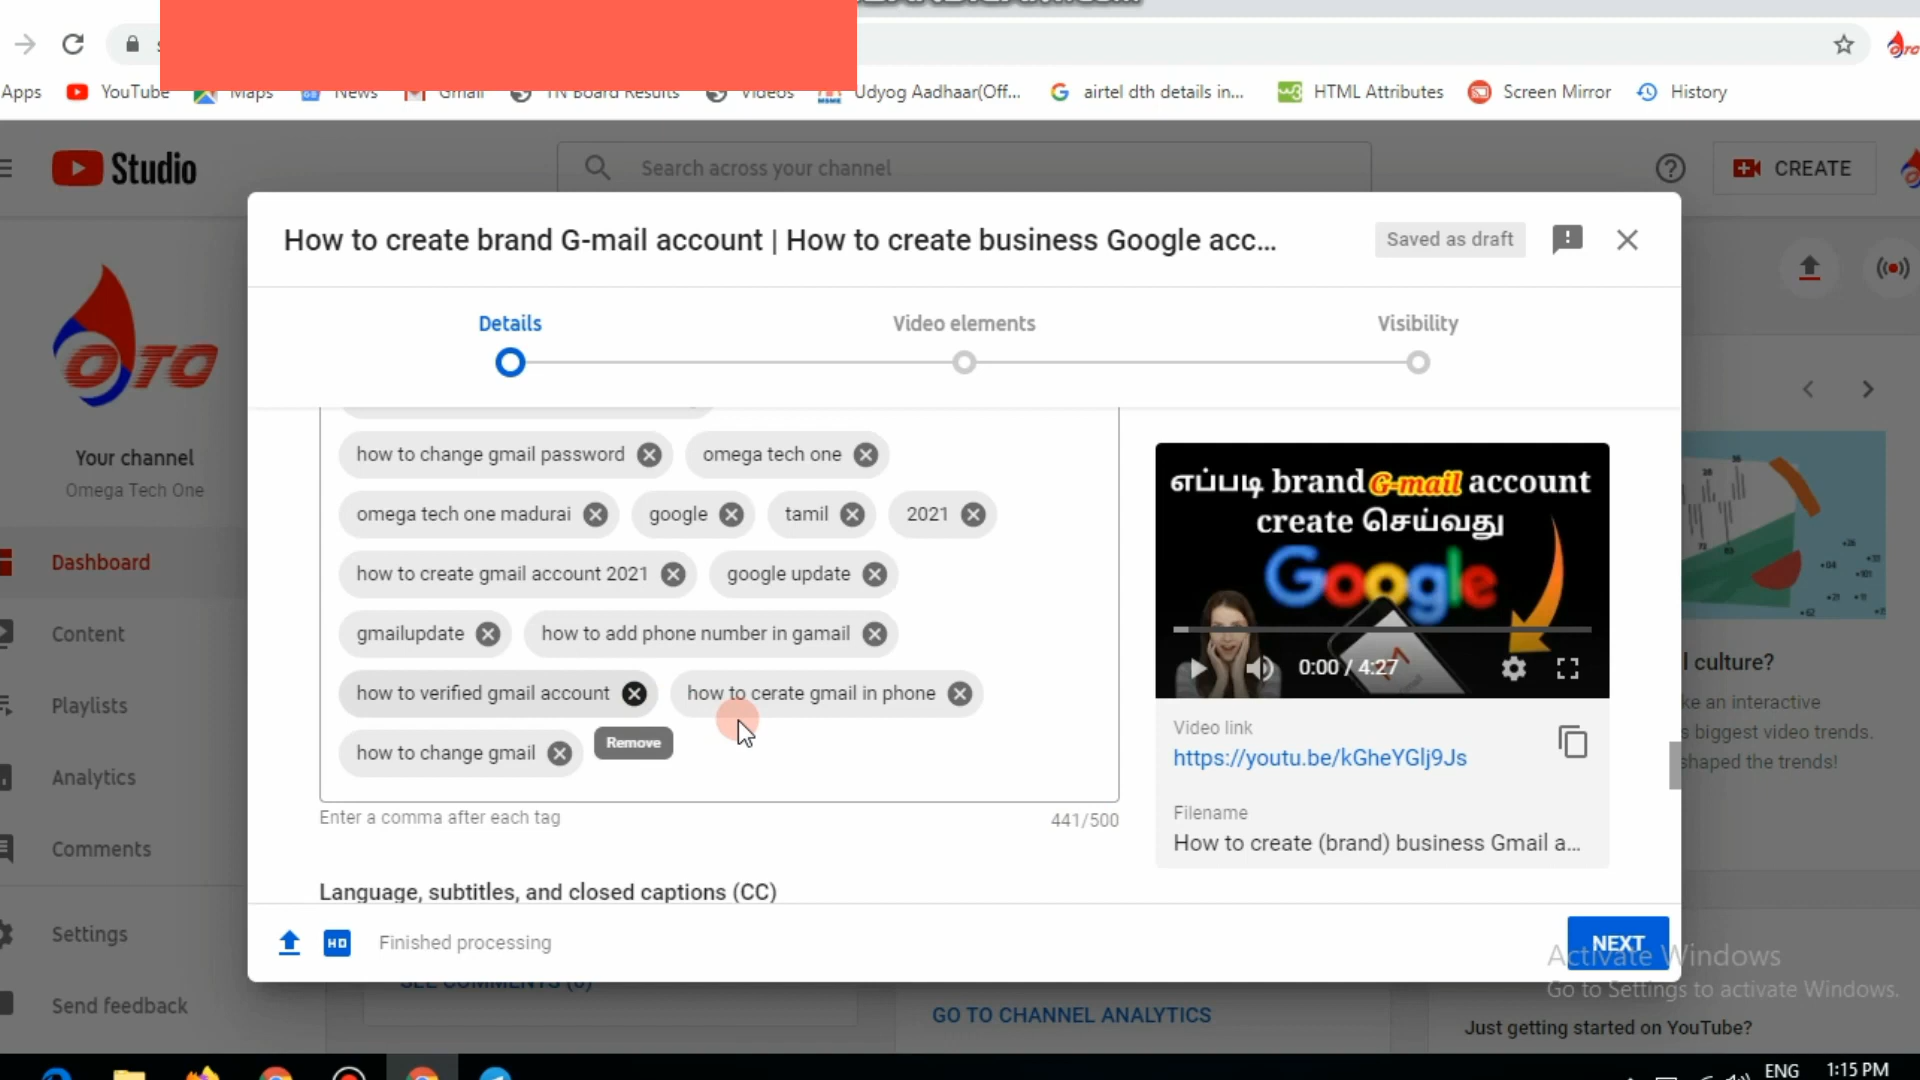 Apps YouTube Maps News Gmail TN Board Results Videos Udyog Aadhaar(Off... airtel dth details in... HTML Attributes Screen Mirror History
Studio
Search across your channel
CREATE
How to create brand G-mail account | How to create business Google acc...
Saved as draft
Details
Video elements
Visibility
OTO
Your channel
Omega Tech One
Dashboard
Content
Playlists
Analytics
Comments
Settings
Send feedback
how to change gmail password
omega tech one
omega tech one madurai
google
tamil
2021
how to create gmail account 2021
google update
gmailupdate
how to add phone number in gamail
how to verified gmail account
how to cerate gmail in phone
how to change gmail
Remove
Enter a comma after each tag
441/500
Language, subtitles, and closed captions (CC)
எப்படி brand G-mail account
create செய்வது
Google
0:00 / 4:27
Video link
https://youtu.be/kGheYGlj9Js
Filename
How to create (brand) business Gmail a...
HD
Finished processing
NEXT
Activate Windows
Go to Settings to activate Windows.
l culture?
ke an interactive
s biggest video trends.
shaped the trends!
GO TO CHANNEL ANALYTICS
Just getting started on YouTube?
ENG
1:15 PM